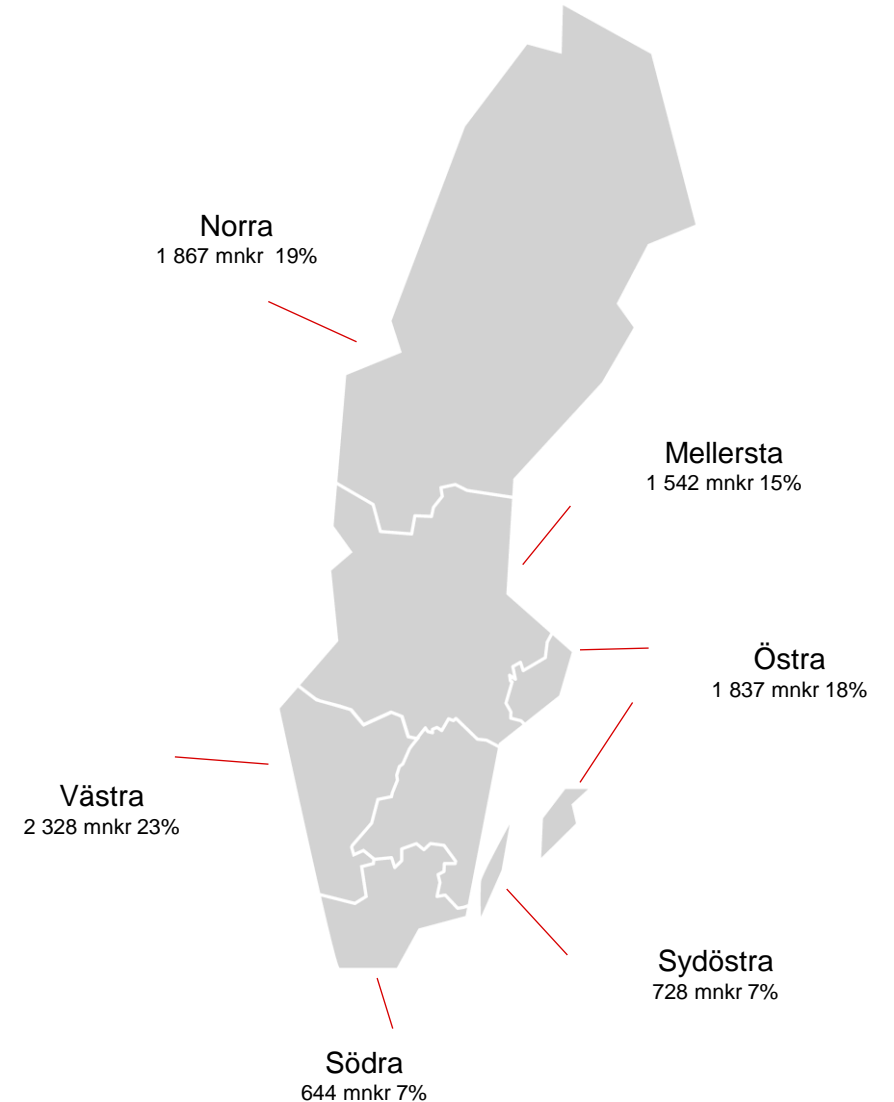 Norra
1 867 mnkr 19%
Mellersta
1 542 mnkr 15%
Östra
1 837 mnkr 18%
Västra
2 328 mnkr 23%
Sydöstra
728 mnkr 7%
Södra
644 mnkr 7%